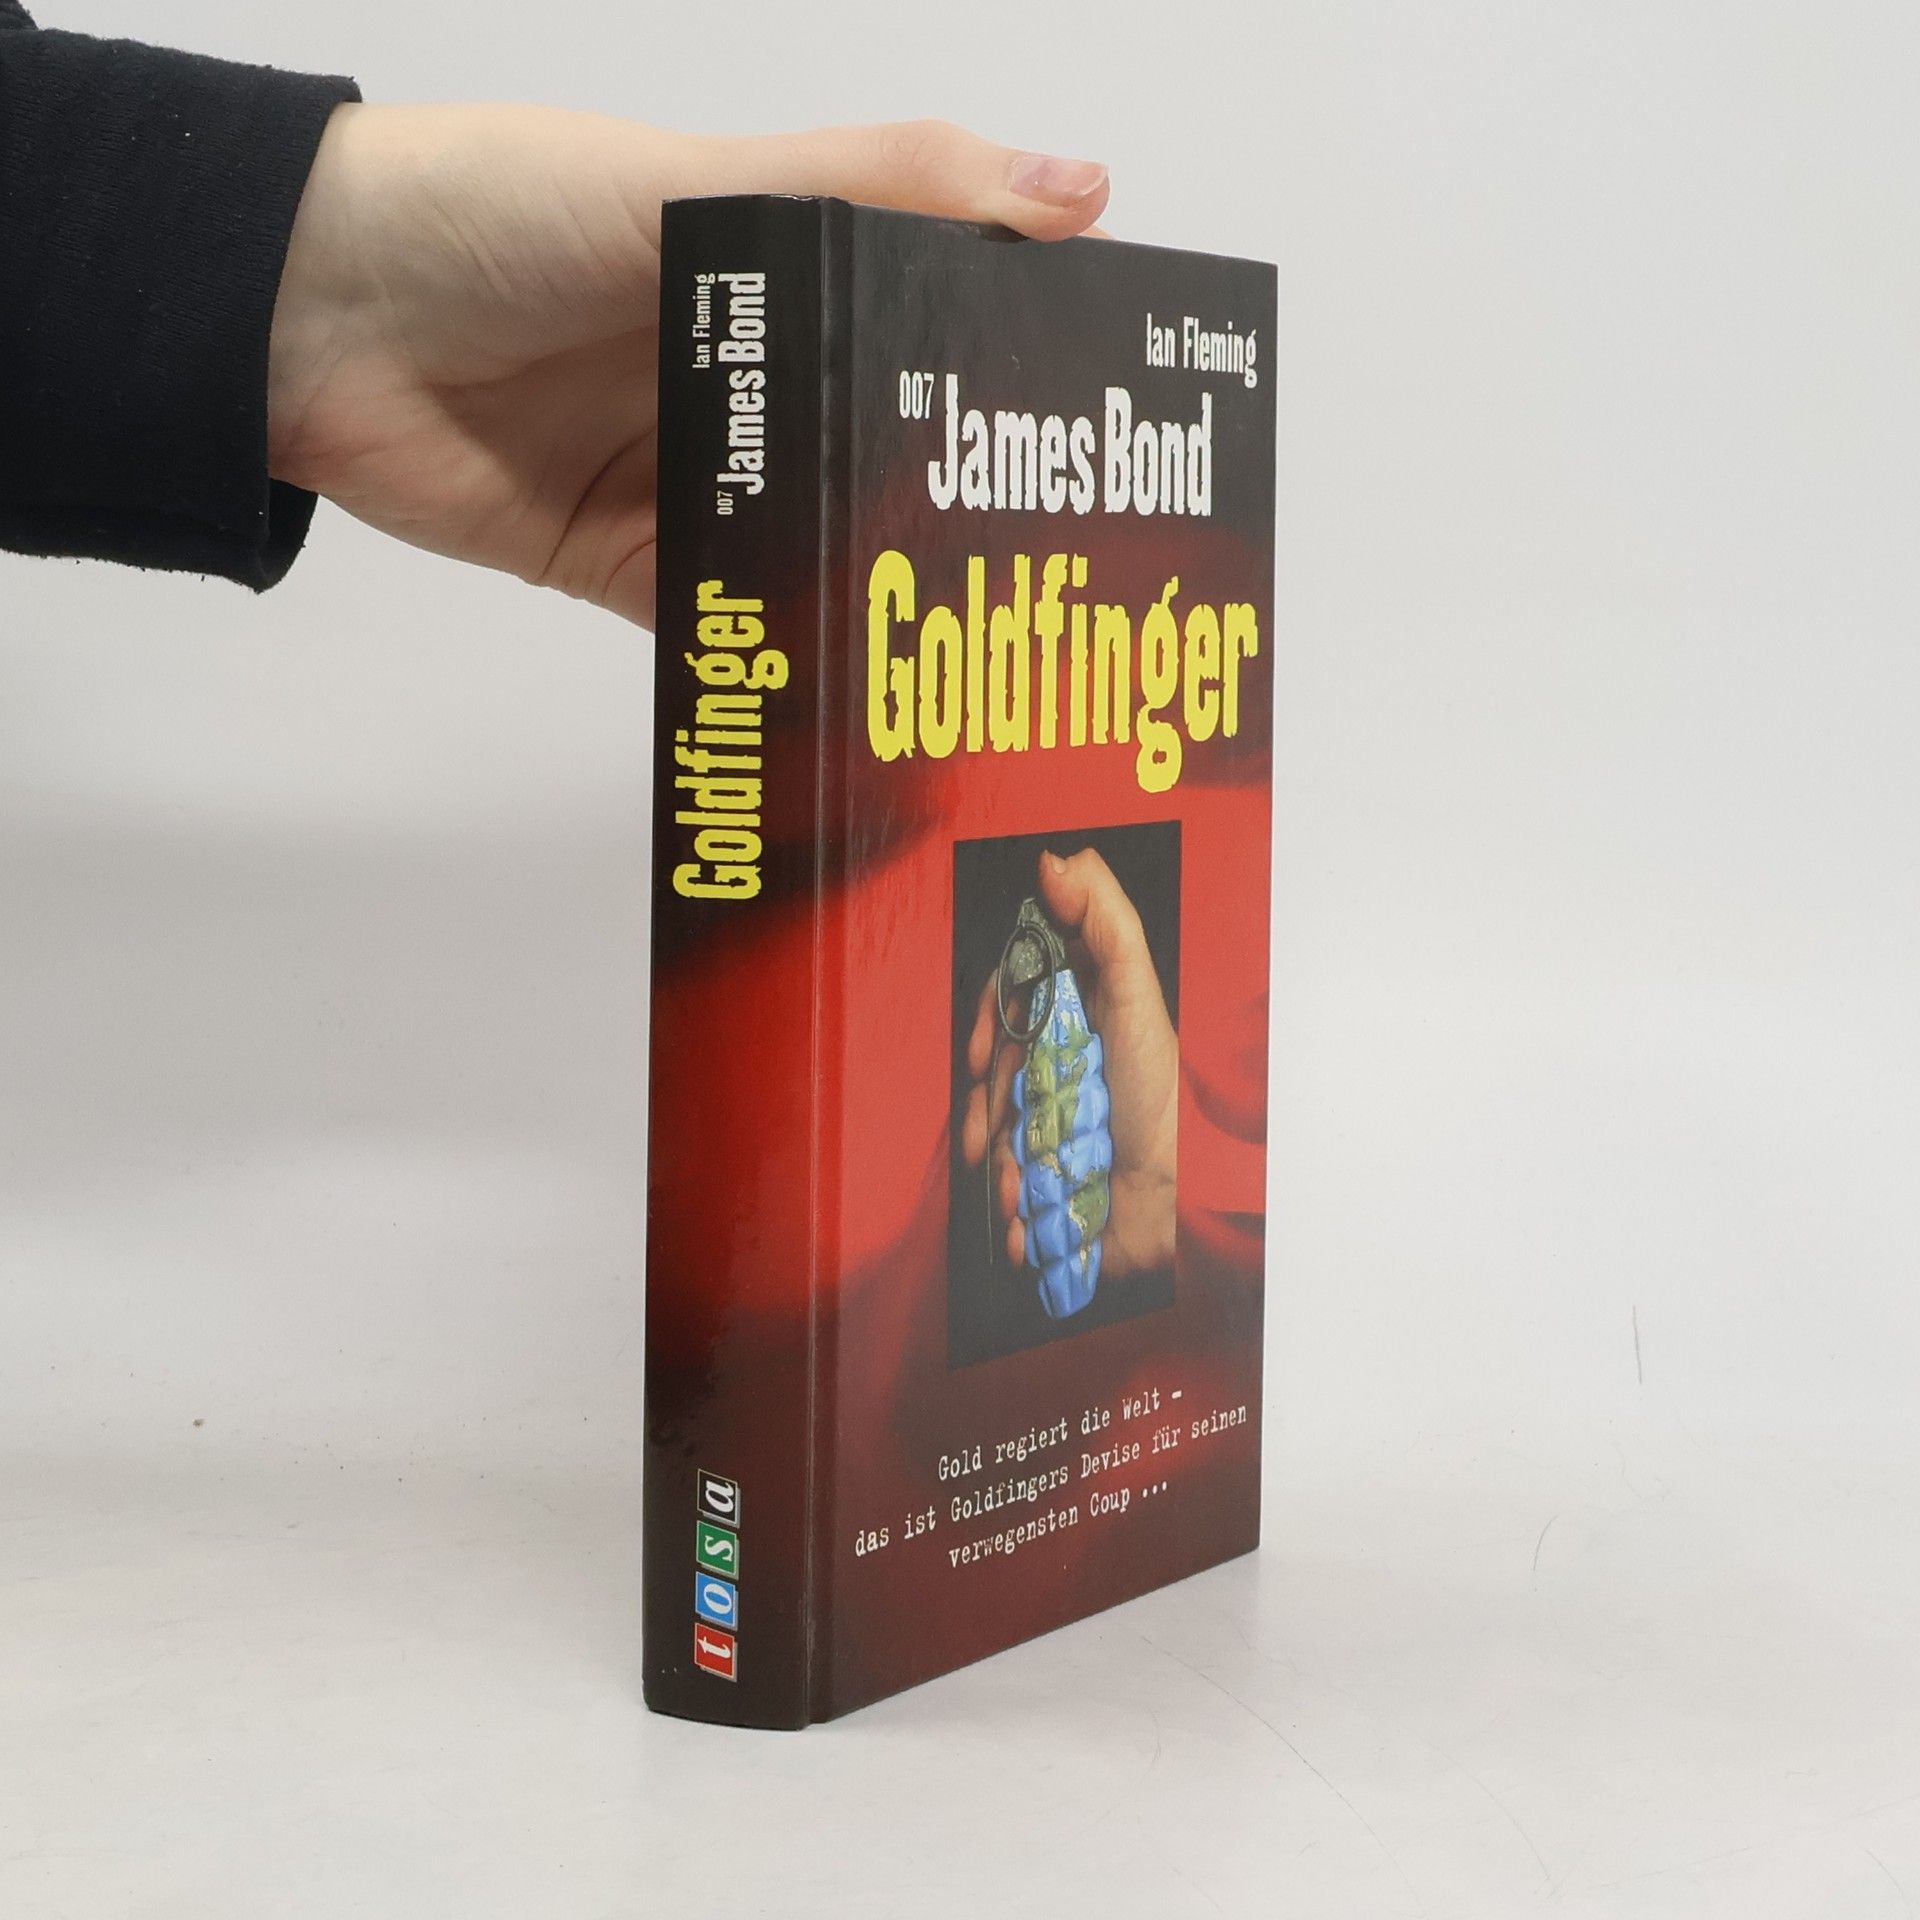 Ian Fleming
007 James Bond
Goldfinger
tosa
Ian Fleming
007 James Bond
Goldfinger
Gold regiert die Welt –
das ist Goldfingers Devise für seinen
verwegensten Coup ...